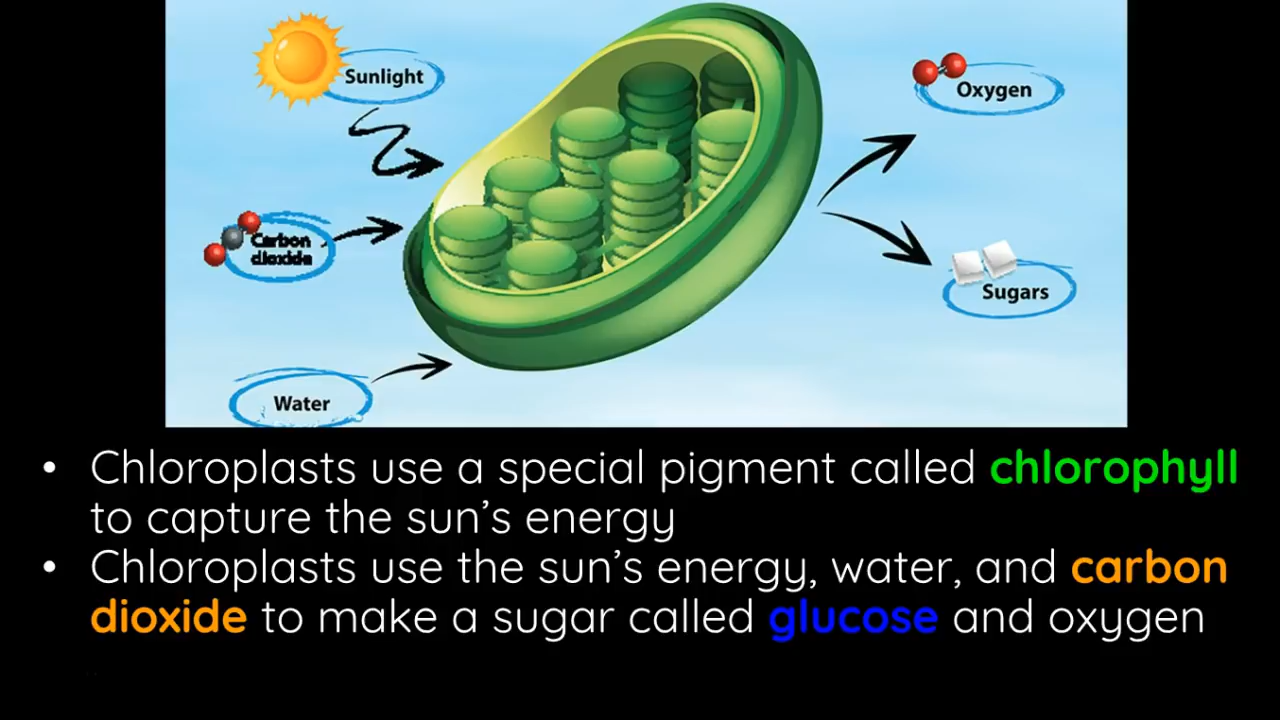 Sunlight
Oxygen
Carbon
dioxide
Sugars
Water
• Chloroplasts use a special pigment called chlorophyll
to capture the sun’s energy
• Chloroplasts use the sun’s energy, water, and carbon
dioxide to make a sugar called glucose and oxygen